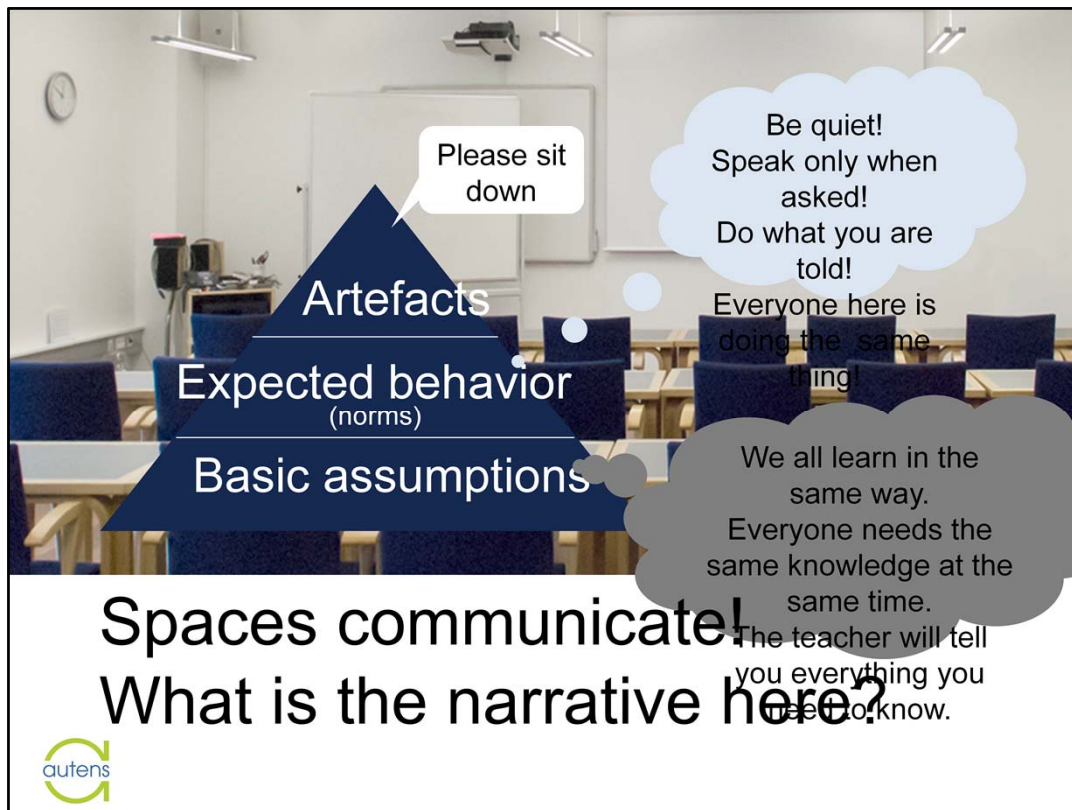 Please sit
down
Be quiet!
Speak only when
asked!
Do what you are
told!
Everyone here is
doing the same
thing!
Artefacts
Expected behavior
(norms)
Basic assumptions
We all learn in the
same way.
Everyone needs the
same knowledge at the
same time.
The teacher will tell
you everything you
need to know.
Spaces communicate!
What is the narrative here?
autens